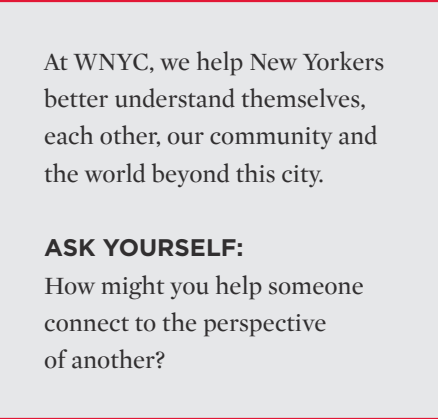 At WNYC, we help New Yorkers
better understand themselves,
each other, our community and
the world beyond this city.
ASK YOURSELF:
How might you help someone
connect to the perspective
of another?